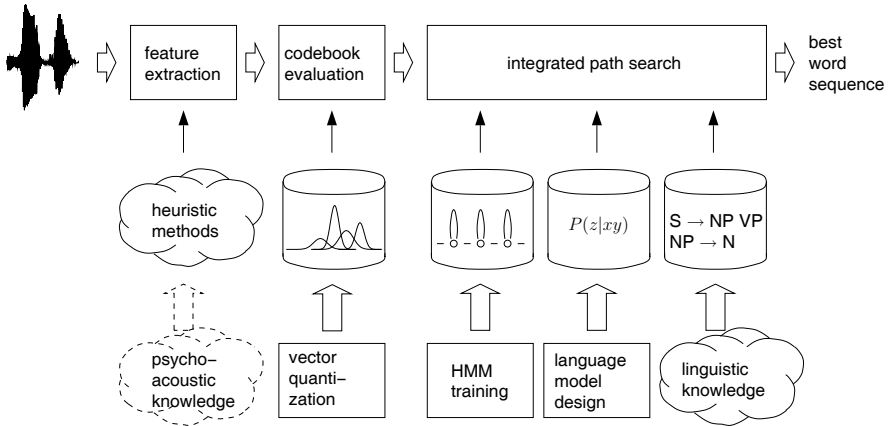 feature
extraction
codebook
evaluation
integrated path search
best
word
sequence
heuristic
methods
P(z|xy)
S → NP VP
NP → N
psycho–
acoustic
knowledge
vector
quanti–
zation
HMM
training
language
model
design
linguistic
knowledge